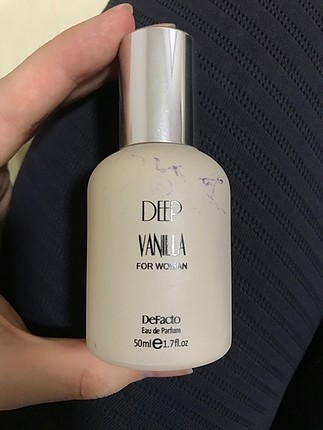 DEEP
VANILLA
FOR WOMAN
DeFacto
Eau de Parfum
50ml e 1.7fl.oz